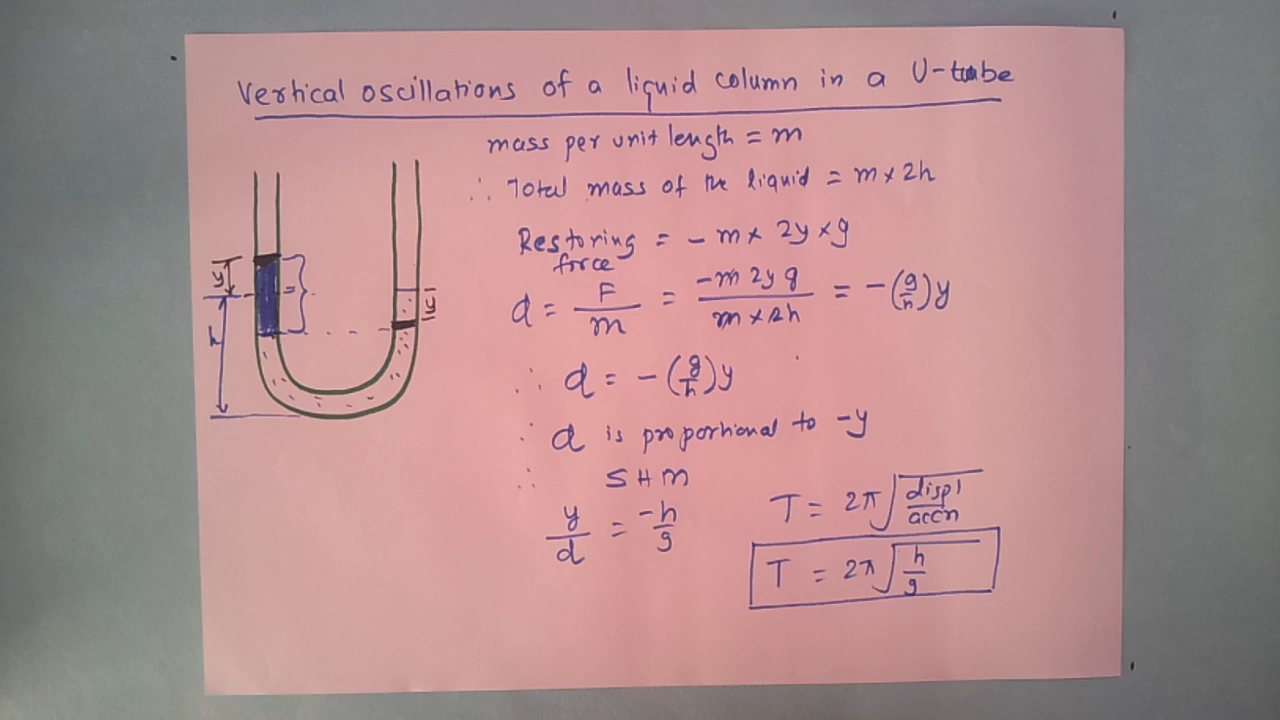 Vertical oscillations of a liquid column in a U-tube
mass per unit length = m
∴ Total mass of the liquid = m × 2h
Restoring force = - m × 2y × g
a = F/m = -m 2y g / m × 2h = -(g/h)y
∴ a = -(g/h)y
∴ a is proportional to -y
∴ SHM
y/a = -h/g
T = 2π√(displ/accn)
T = 2π√(h/g)
y
=
h
y